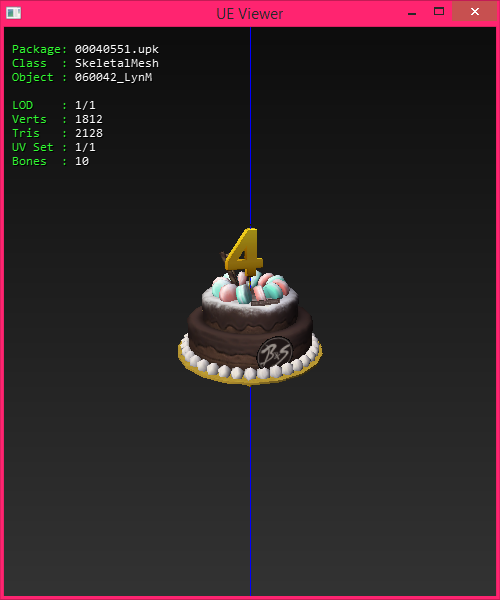 UE Viewer
Package: 00040551.upk
Class : SkeletalMesh
Object : 060042_LynM
LOD : 1/1
Verts : 1812
Tris : 2128
UV Set : 1/1
Bones : 10
4
B&S